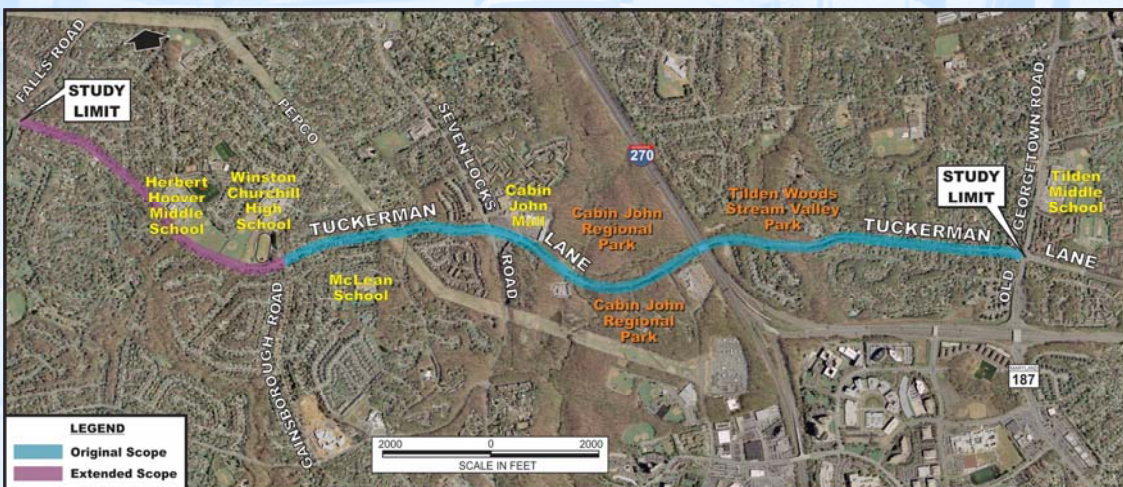 FALLS ROAD
STUDY
LIMIT
PEPCO
SEVEN LOCKS
ROAD
INTERSTATE
270
Herbert
Hoover
Middle
School
Winston
Churchill
High
School
Cabin
John
Mall
Cabin John
Regional
Park
Tilden Woods
Stream Valley
Park
STUDY
LIMIT
OLD
GEORGETOWN ROAD
Tilden
Middle
School
TUCKERMAN
LANE
TUCKERMAN
LANE
McLean
School
Cabin John
Regional
Park
GAINSBOROUGH ROAD
MARYLAND
187
LEGEND
Original Scope
Extended Scope
2000 0 2000
SCALE IN FEET